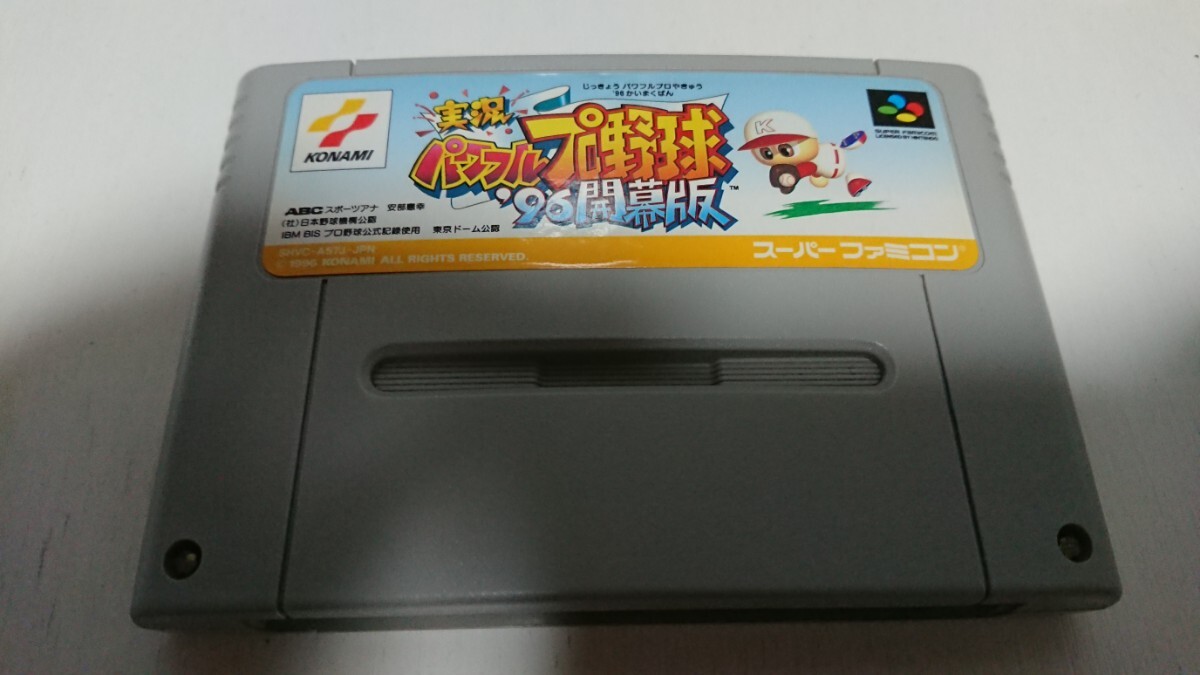 じっきょう パワフルプロやきゅう
'96 かいまくばん
実況
パワフル
プロ野球
'96開幕版™
K
KONAMI
SUPER FAMICOM
LICENSED BY NINTENDO
ABC スポーツアナ 安部憲幸
(社)日本野球機構公認
IBM BIS プロ野球公式記録使用 東京ドーム公認
SHVC-A57J-JPN
© 1996 KONAMI ALL RIGHTS RESERVED.
スーパーファミコン